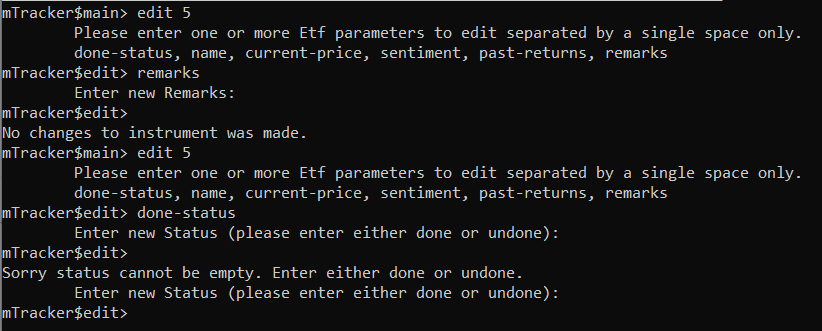 mTracker$main> edit 5
Please enter one or more Etf parameters to edit separated by a single space only.
done-status, name, current-price, sentiment, past-returns, remarks
mTracker$edit> remarks
Enter new Remarks:
mTracker$edit>
No changes to instrument was made.
mTracker$main> edit 5
Please enter one or more Etf parameters to edit separated by a single space only.
done-status, name, current-price, sentiment, past-returns, remarks
mTracker$edit> done-status
Enter new Status (please enter either done or undone):
mTracker$edit>
Sorry status cannot be empty. Enter either done or undone.
Enter new Status (please enter either done or undone):
mTracker$edit>